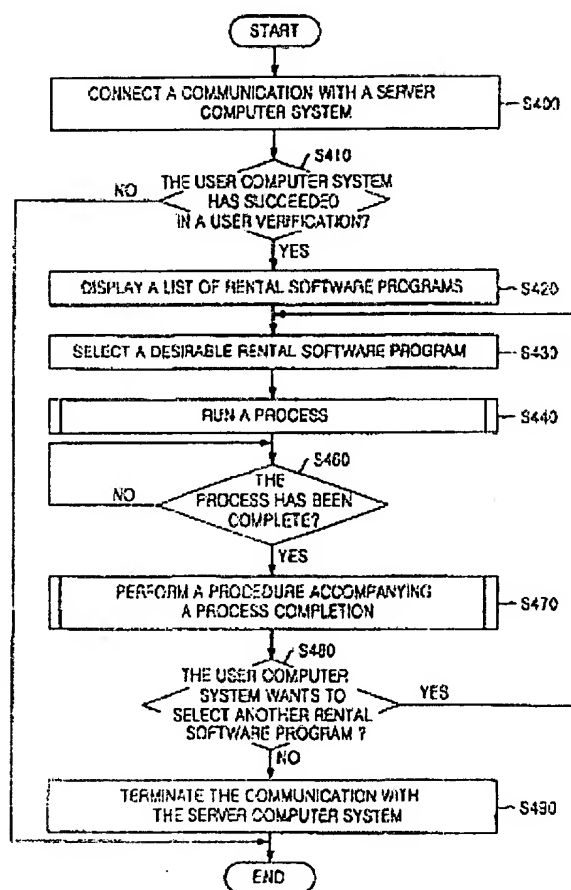 START
CONNECT A COMMUNICATION WITH A SERVER
COMPUTER SYSTEM
S400
S410
NO
THE USER COMPUTER SYSTEM
HAS SUCCEEDED
IN A USER VERIFICATION?
YES
DISPLAY A LIST OF RENTAL SOFTWARE PROGRAMS
S420
SELECT A DESIRABLE RENTAL SOFTWARE PROGRAM
S430
RUN A PROCESS
S440
S460
NO
THE
PROCESS HAS BEEN
COMPLETE?
YES
PERFORM A PROCEDURE ACCOMPANYING
A PROCESS COMPLETION
S470
S480
THE USER COMPUTER
SYSTEM WANTS TO
SELECT ANOTHER RENTAL
SOFTWARE PROGRAM ?
YES
NO
TERMINATE THE COMMUNICATION WITH
THE SERVER COMPUTER SYSTEM
S490
END